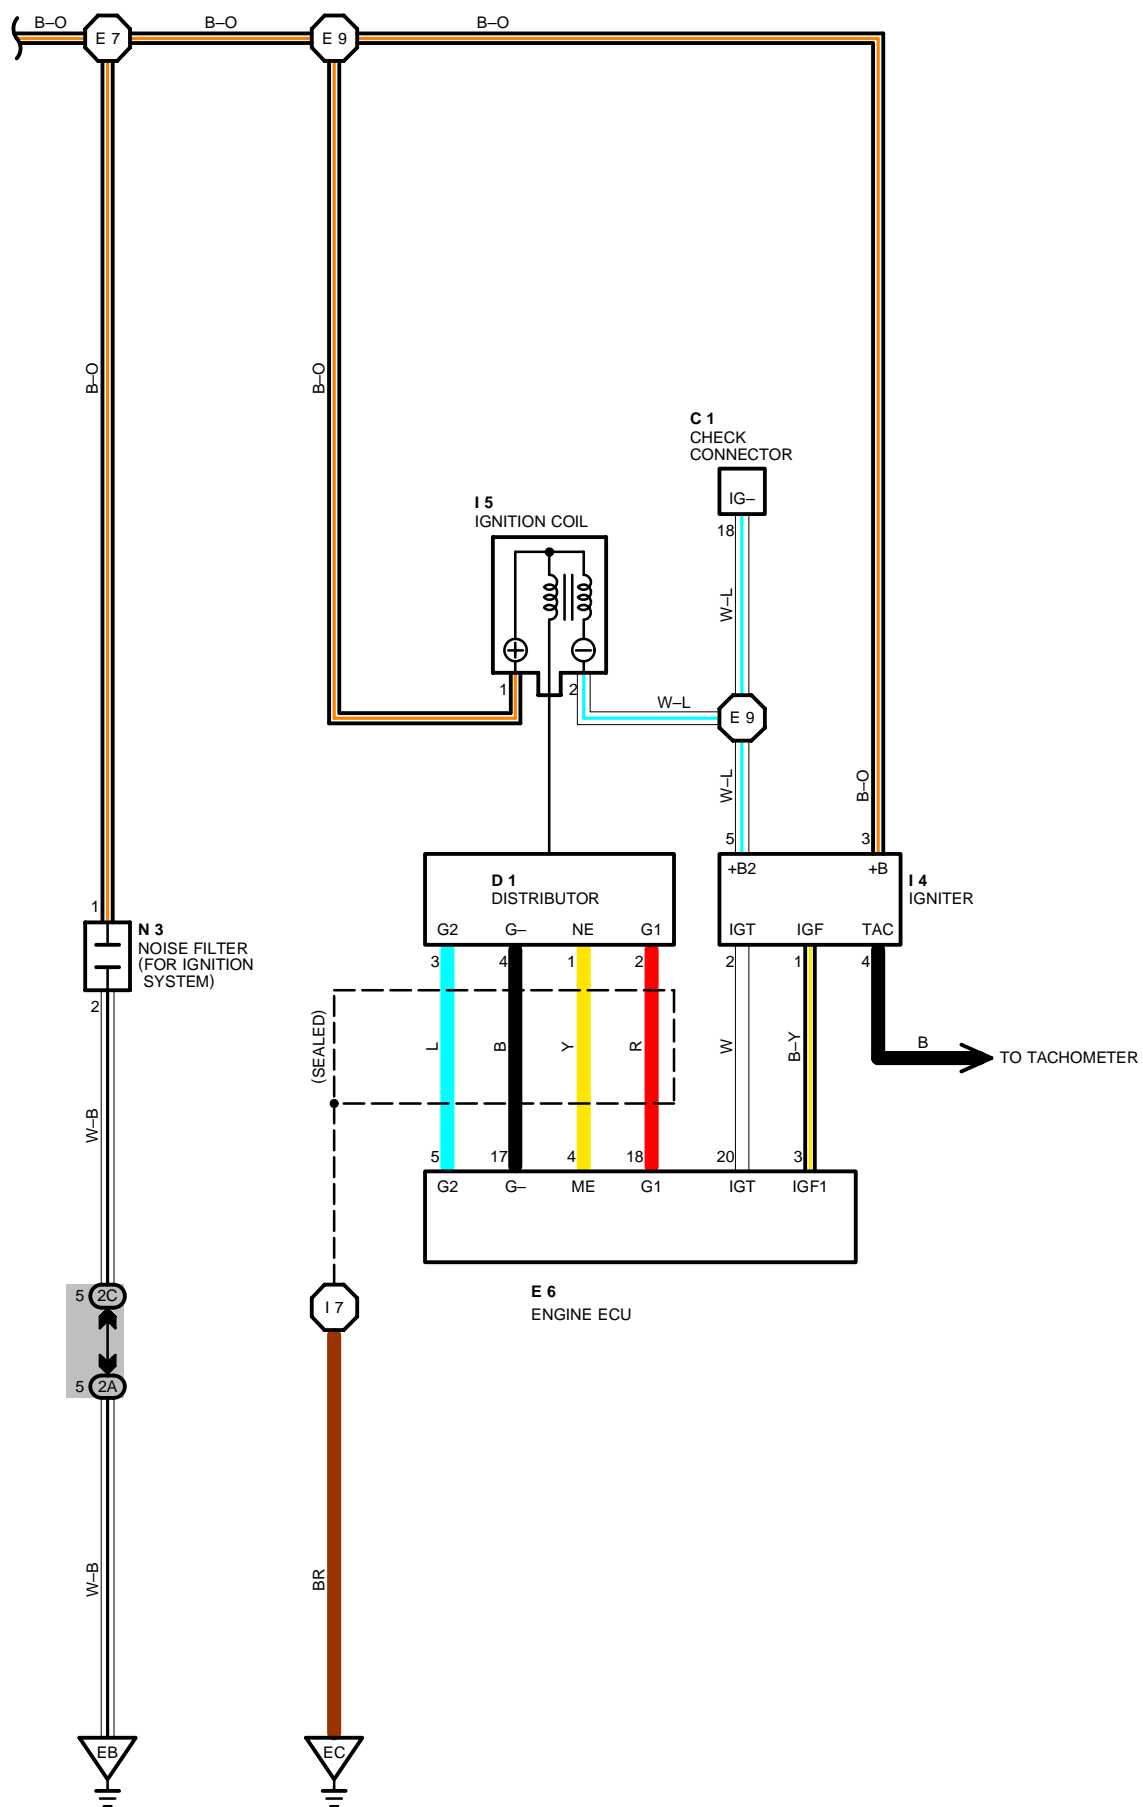 B–O
B–O
B–O
E 7
E 9
B–O
B–O
C 1
CHECK
CONNECTOR
IG–
18
I 5
IGNITION COIL
W–L
1
2
W–L
E 9
W–L
B–O
5
3
+B2
+B
I 4
IGNITER
D 1
DISTRIBUTOR
G2
G–
NE
G1
IGT
IGF
TAC
1
N 3
NOISE FILTER
(FOR IGNITION
SYSTEM)
2
3
4
1
2
2
1
4
(SEALED)
L
B
Y
R
W
B–Y
B
TO TACHOMETER
W–B
5
17
4
18
20
3
G2
G–
ME
G1
IGT
IGF1
E 6
ENGINE ECU
5
2C
I 7
5
2A
W–B
BR
EB
EC